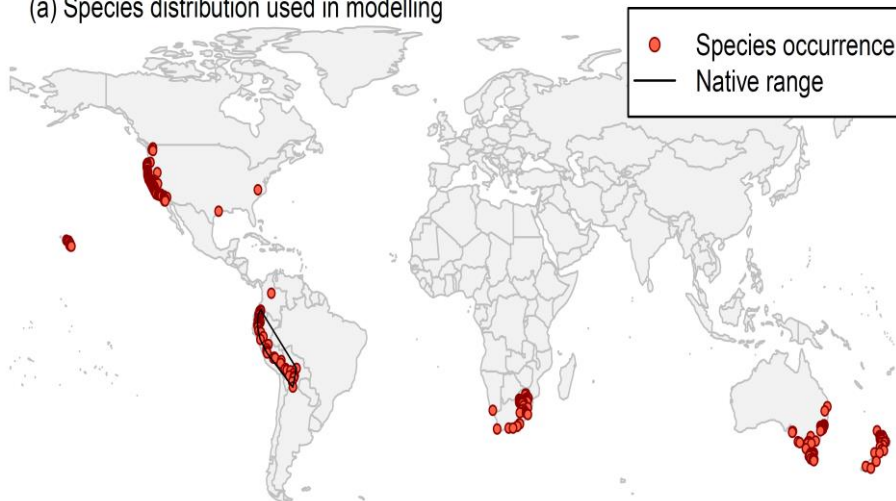 (a) Species distribution used in modelling
Species occurrence
Native range